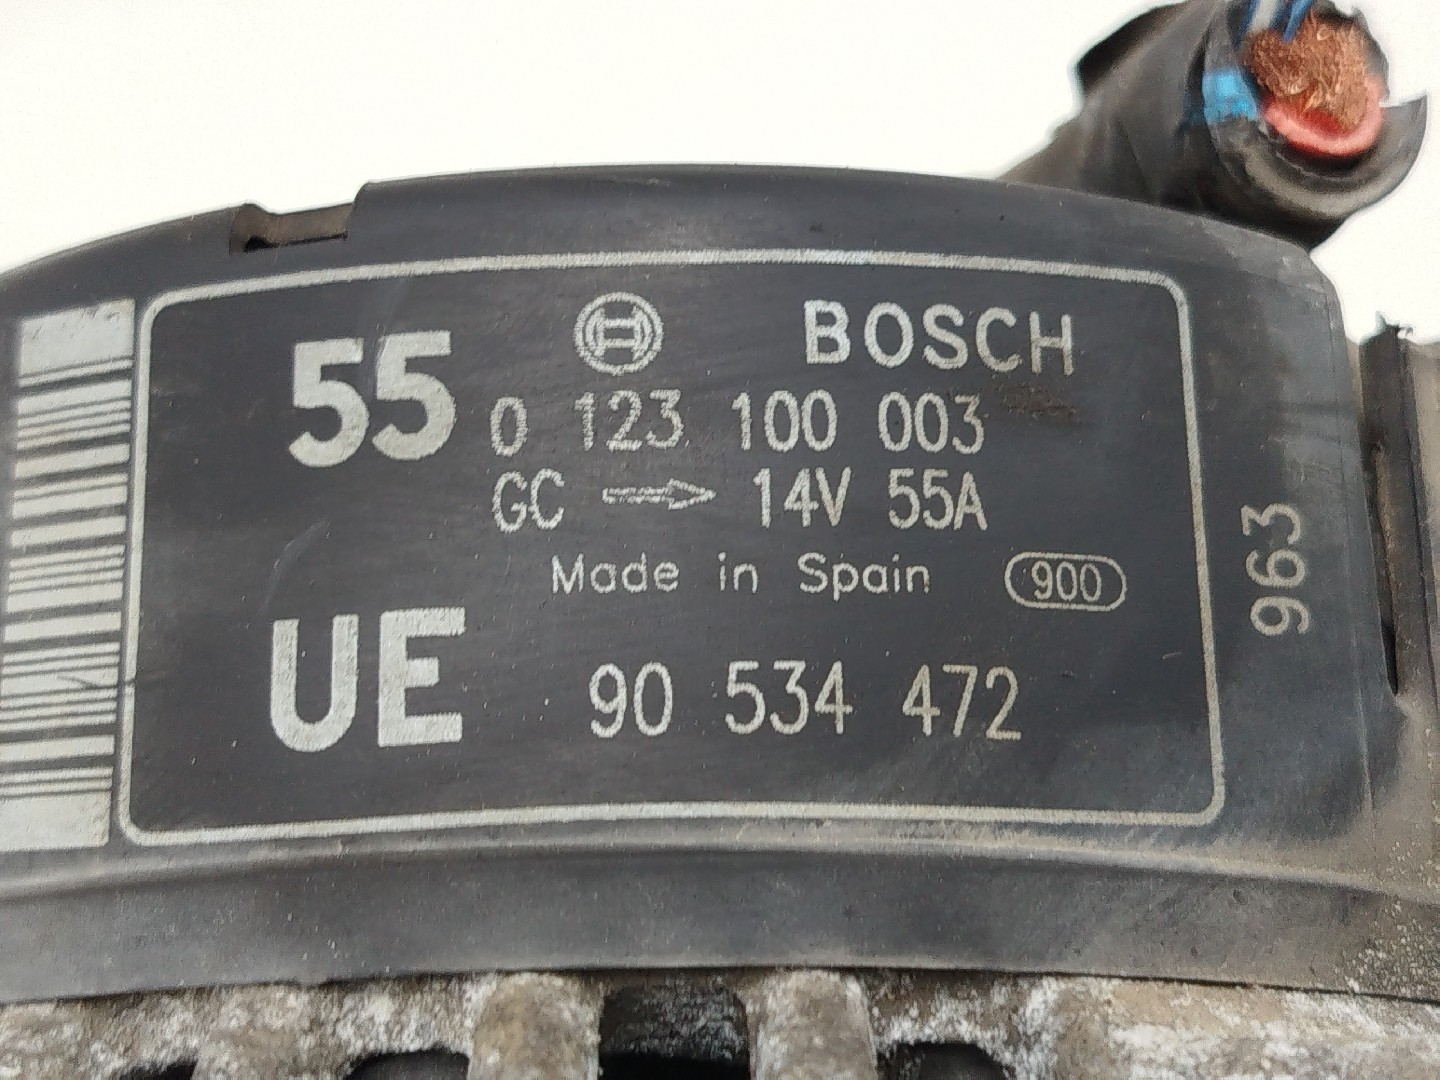 55 BOSCH
0 123 100 003
GC 14V 55A
Made in Spain 900
UE 90 534 472
963